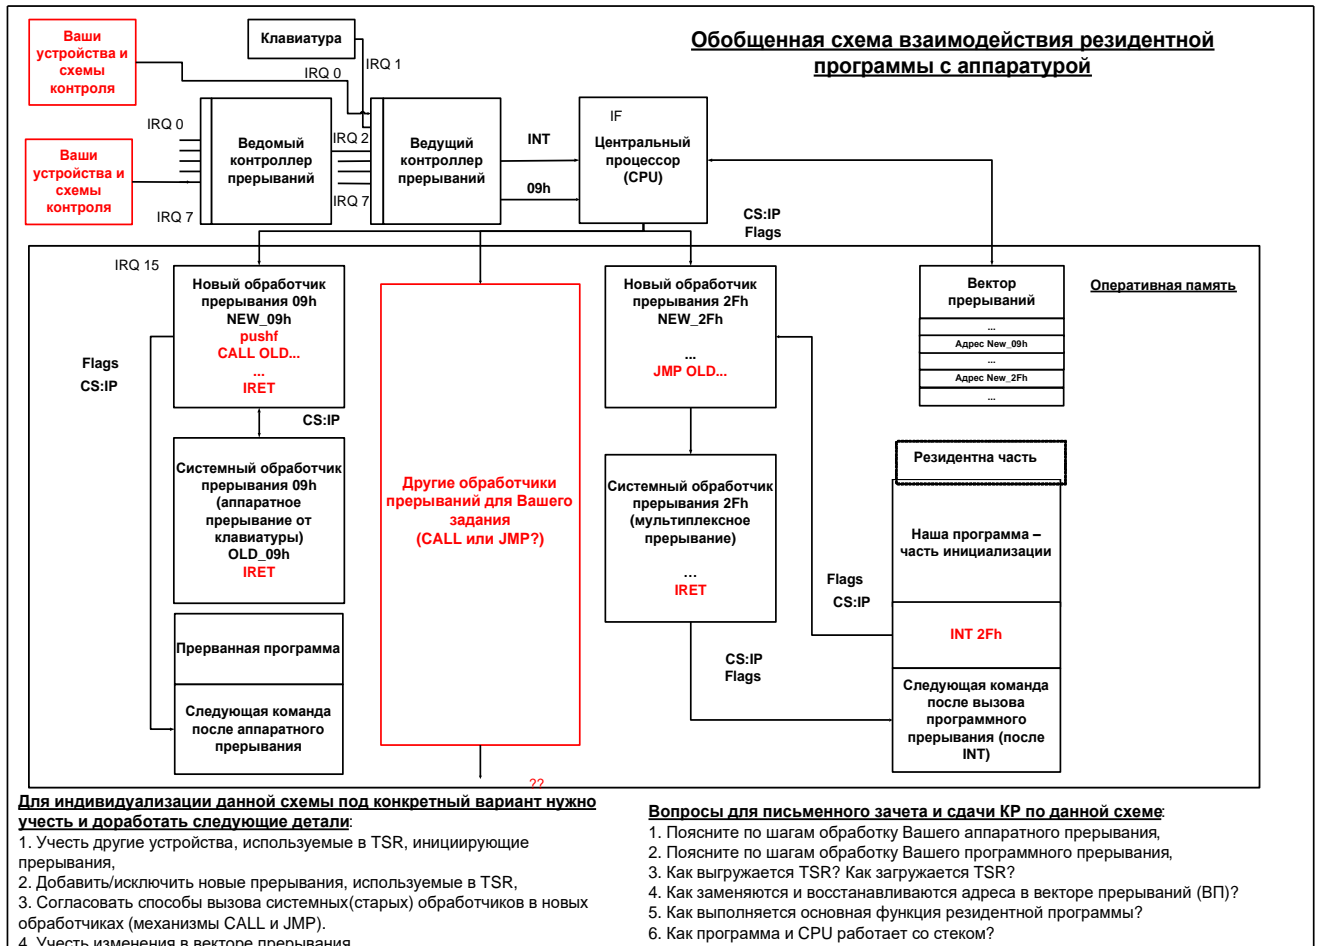 Обобщенная схема взаимодействия резидентной
программы с аппаратурой
Ваши
устройства и
схемы
контроля
Клавиатура
IRQ 0
IRQ 1
Ваши
устройства и
схемы
контроля
IRQ 0
IRQ 7
Ведомый
контроллер
прерываний
IRQ 2
IRQ 7
Ведущий
контроллер
прерываний
INT
09h
IF
Центральный
процессор
(CPU)
CS:IP
Flags
IRQ 15
Новый обработчик
прерывания 09h
NEW_09h
pushf
CALL OLD...
...
IRET
Flags
CS:IP
CS:IP
Системный обработчик
прерывания 09h
(аппаратное
прерывание от
клавиатуры)
OLD_09h
IRET
Прерванная программа
Следующая команда
после аппаратного
прерывания
Другие обработчики
прерываний для Вашего
задания
(CALL или JMP?)
??
Новый обработчик
прерывания 2Fh
NEW_2Fh
...
JMP OLD...
Системный обработчик
прерывания 2Fh
(мультиплексное
прерывание)
...
IRET
CS:IP
Flags
Вектор
прерываний
...
Адрес New_09h
...
Адрес New_2Fh
...
Оперативная память
Резидентна часть
Наша программа –
часть инициализации
Flags
CS:IP
INT 2Fh
Следующая команда
после вызова
программного
прерывания (после
INT)
Для индивидуализации данной схемы под конкретный вариант нужно
учесть и доработать следующие детали:
1. Учесть другие устройства, используемые в TSR, инициирующие
прерывания,
2. Добавить/исключить новые прерывания, используемые в TSR,
3. Согласовать способы вызова системных(старых) обработчиков в новых
обработчиках (механизмы CALL и JMP).
4. Учесть изменения в векторе прерывания
Вопросы для письменного зачета и сдачи КР по данной схеме:
1. Поясните по шагам обработку Вашего аппаратного прерывания,
2. Поясните по шагам обработку Вашего программного прерывания,
3. Как выгружается TSR? Как загружается TSR?
4. Как заменяются и восстанавливаются адреса в векторе прерываний (ВП)?
5. Как выполняется основная функция резидентной программы?
6. Как программа и CPU работает со стеком?